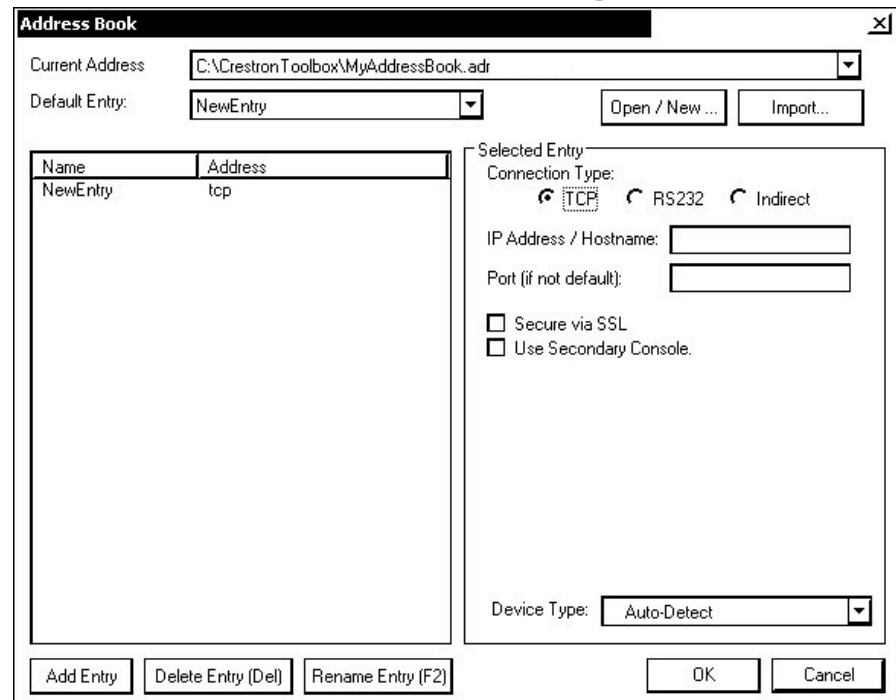 Address Book
Current Address C:\CrestronToolbox\MyAddressBook.adr
Default Entry: NewEntry Open / New ... Import...
Name Address
NewEntry tcp
Selected Entry
Connection Type:
TCP RS232 Indirect
IP Address / Hostname:
Port (if not default):
Secure via SSL
Use Secondary Console.
Device Type: Auto-Detect
Add Entry Delete Entry (Del) Rename Entry (F2) OK Cancel